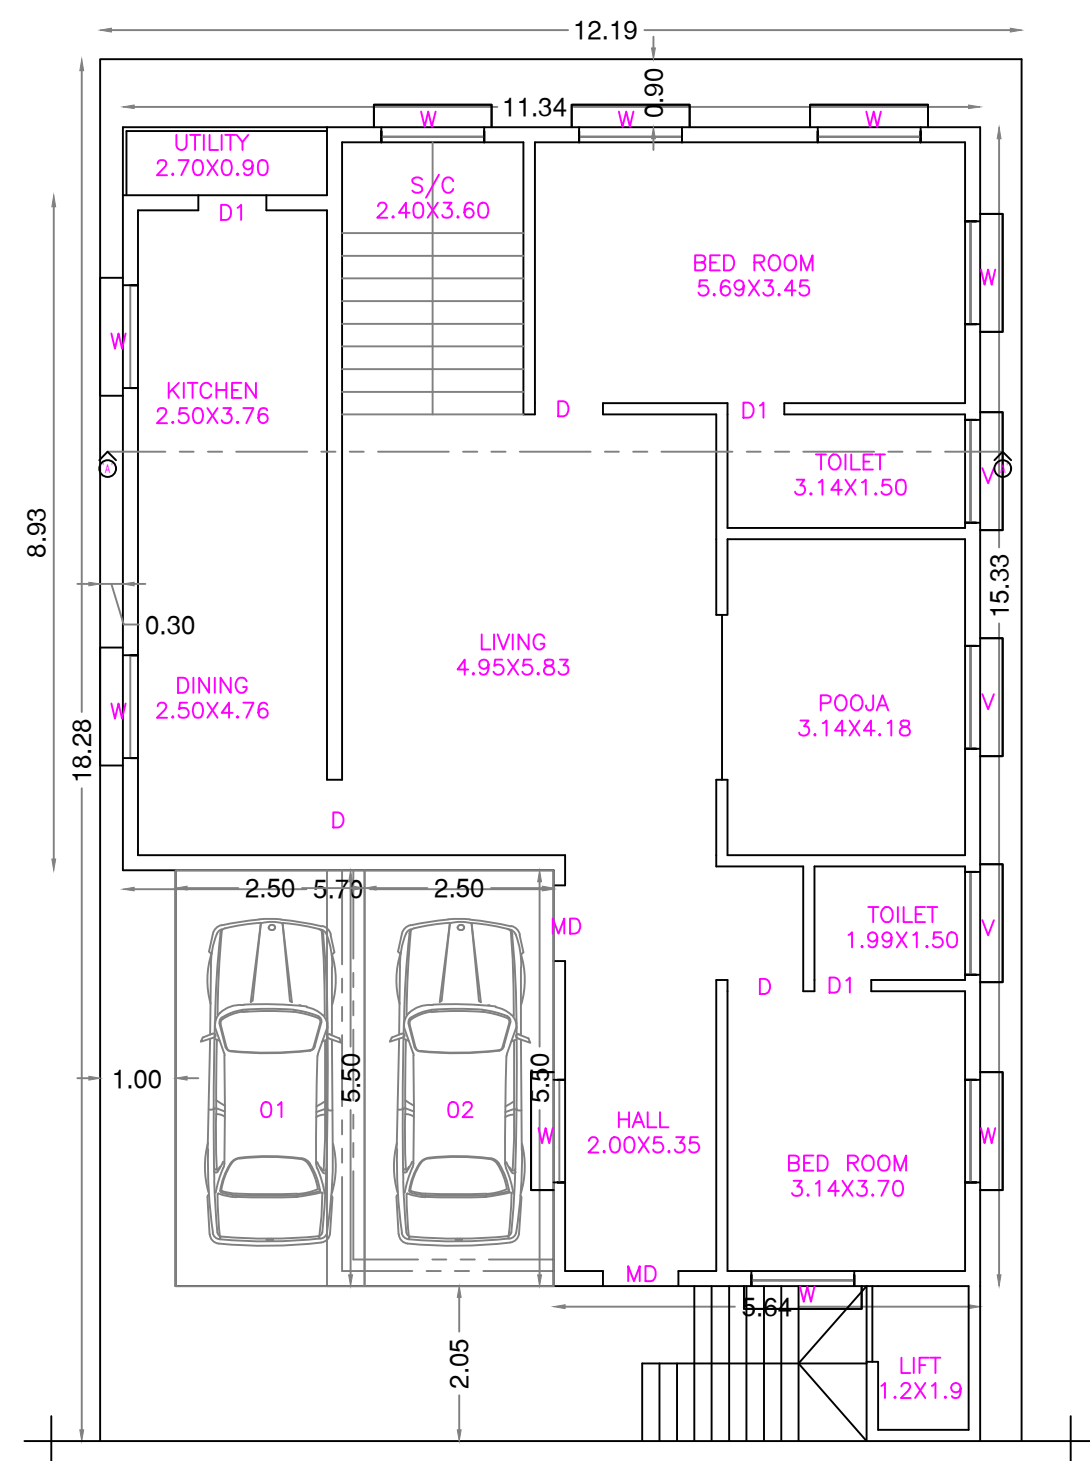 12.19
0.90
11.34
W
W
W
UTILITY
2.70X0.90
S/C
2.40X3.60
D1
BED ROOM
5.69X3.45
W
W
KITCHEN
2.50X3.76
D
D1
A
TOILET
3.14X1.50
V
A
8.93
15.33
0.30
LIVING
4.95X5.83
DINING
2.50X4.76
W
POOJA
3.14X4.18
V
18.28
D
2.50
5.70
2.50
MD
TOILET
1.99X1.50
V
D
D1
1.00
5.50
5.50
01
02
W
HALL
2.00X5.35
W
BED ROOM
3.14X3.70
MD
W
5.64
2.05
LIFT
1.2X1.9